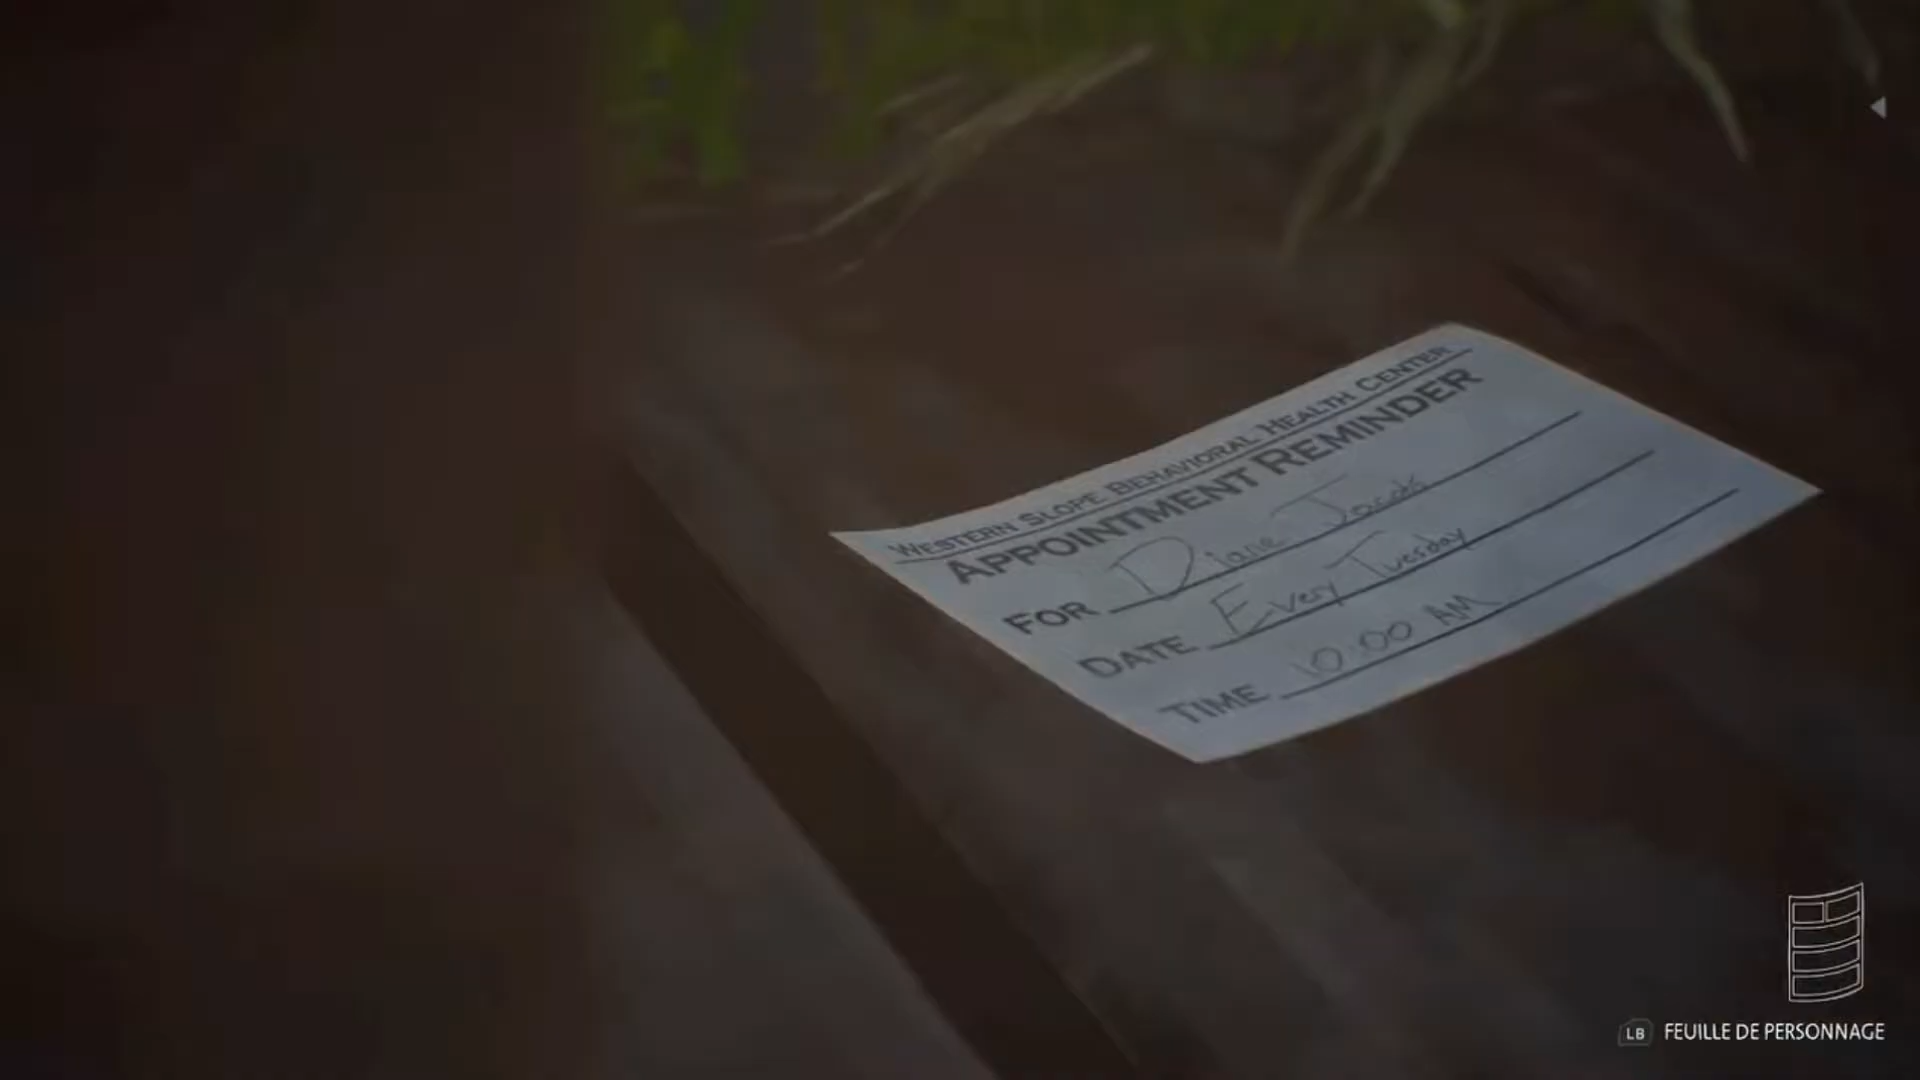 WESTERN SLOPE BEHAVIORAL HEALTH CENTER
APPOINTMENT REMINDER
FOR Diane Jacobs
DATE Every Tuesday
TIME 10:00 AM
LB FEUILLE DE PERSONNAGE